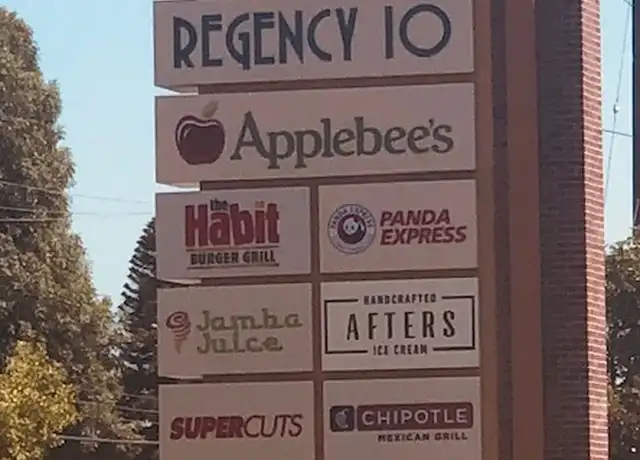 REGENCY 10
Applebee's
the
Habit
BURGER GRILL
PANDA EXPRESS
PANDA
EXPRESS
Jamba
Juice
HANDCRAFTED
AFTERS
ICE CREAM
SUPERCUTS
CHIPOTLE
MEXICAN GRILL